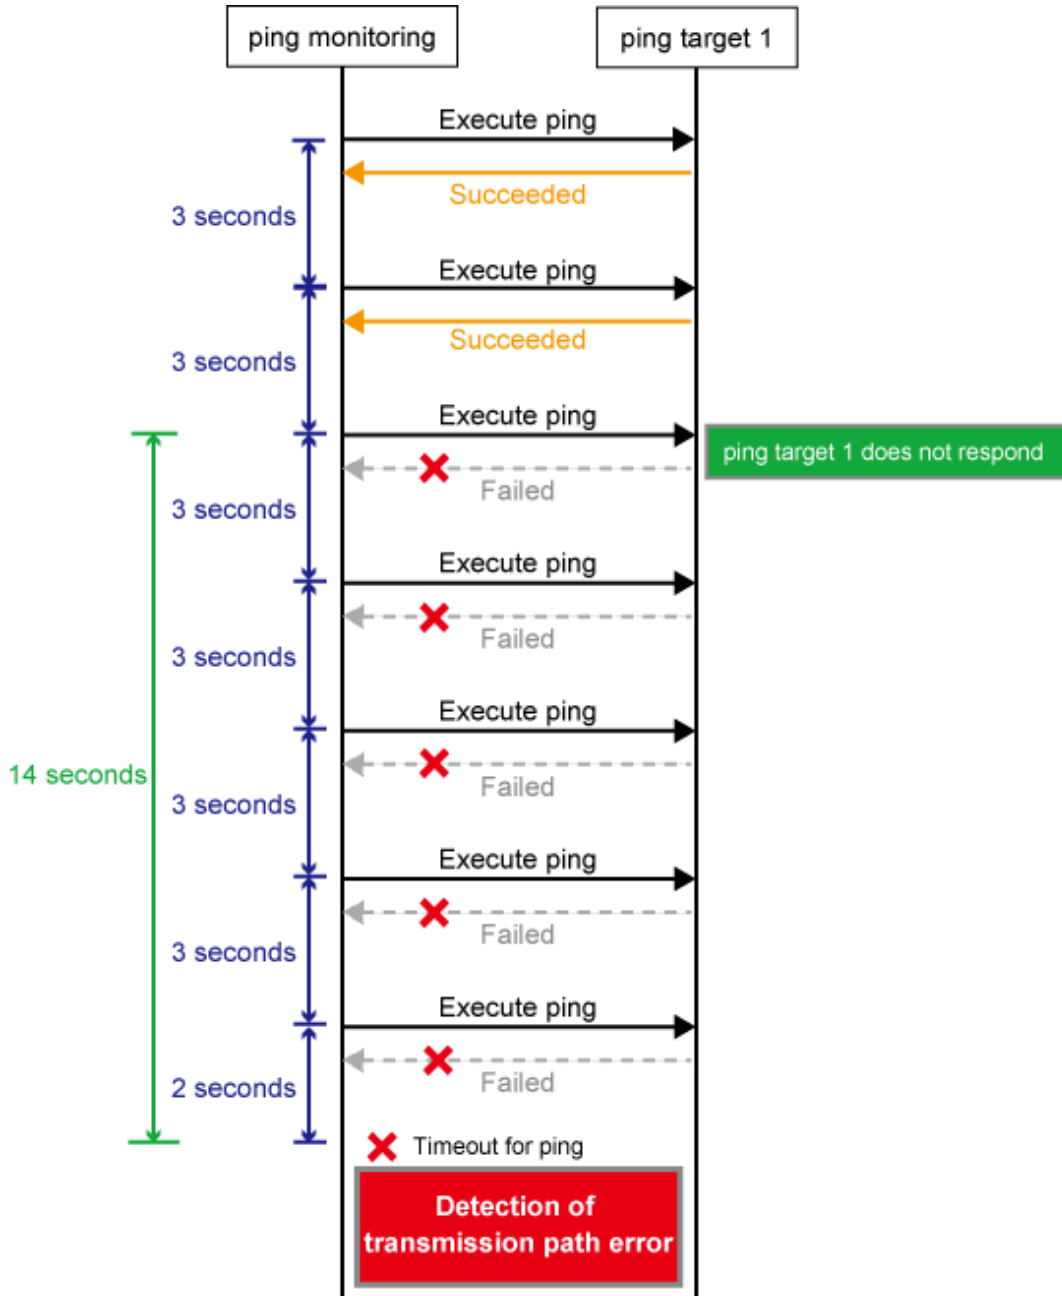 ping monitoring
ping target 1
Execute ping
Succeeded
3 seconds
Execute ping
Succeeded
3 seconds
Execute ping
ping target 1 does not respond
Failed
3 seconds
Execute ping
Failed
3 seconds
Execute ping
14 seconds
Failed
3 seconds
Execute ping
Failed
3 seconds
Execute ping
Failed
2 seconds
Timeout for ping
Detection of
transmission path error